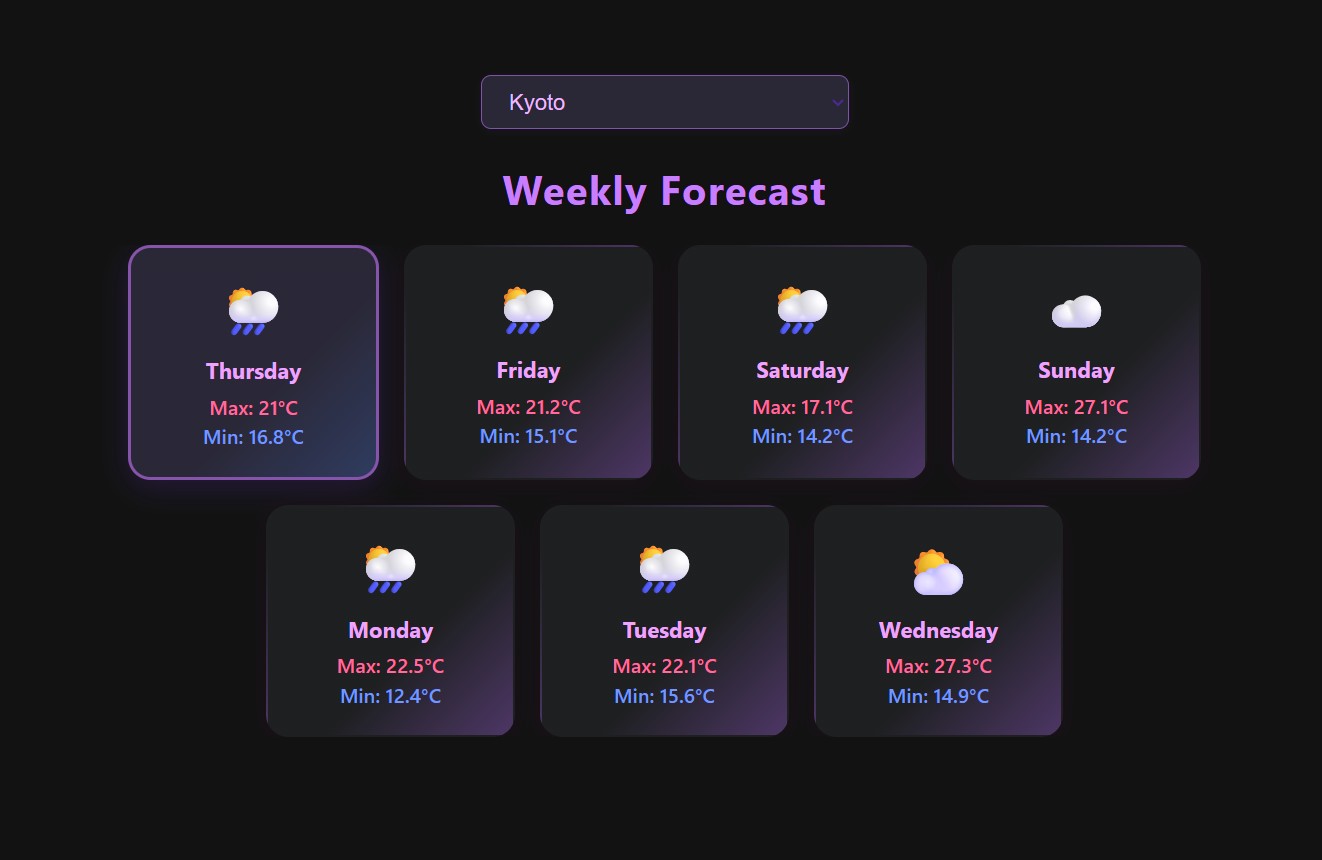 Kyoto
Weekly Forecast
Thursday
Max: 21°C
Min: 16.8°C
Friday
Max: 21.2°C
Min: 15.1°C
Saturday
Max: 17.1°C
Min: 14.2°C
Sunday
Max: 27.1°C
Min: 14.2°C
Monday
Max: 22.5°C
Min: 12.4°C
Tuesday
Max: 22.1°C
Min: 15.6°C
Wednesday
Max: 27.3°C
Min: 14.9°C